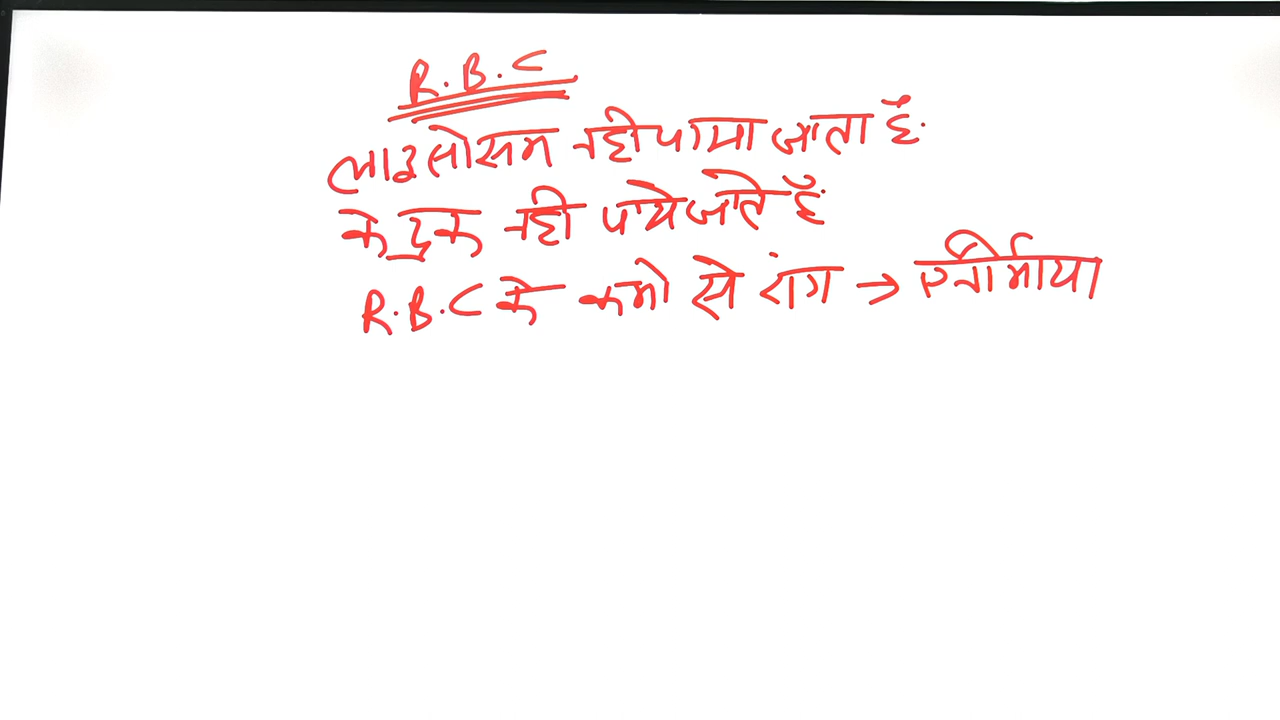 R.B.C
लाइसोसम नही पाया जाता है.
केद्रक नही पाये जाते हैं
R.B.C के कमी से रोग → एनीमीया